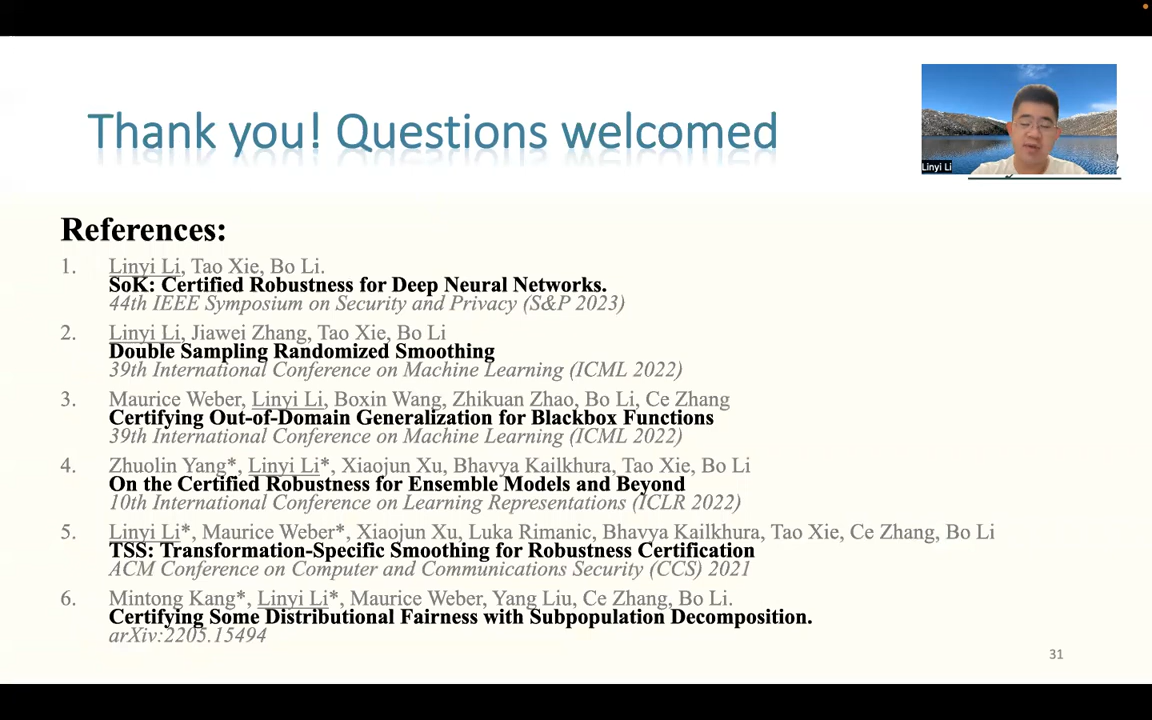 Thank you! Questions welcomed
Linyi Li
References:
1. Linyi Li, Tao Xie, Bo Li.
SoK: Certified Robustness for Deep Neural Networks.
44th IEEE Symposium on Security and Privacy (S&P 2023)
2. Linyi Li, Jiawei Zhang, Tao Xie, Bo Li
Double Sampling Randomized Smoothing
39th International Conference on Machine Learning (ICML 2022)
3. Maurice Weber, Linyi Li, Boxin Wang, Zhikuan Zhao, Bo Li, Ce Zhang
Certifying Out-of-Domain Generalization for Blackbox Functions
39th International Conference on Machine Learning (ICML 2022)
4. Zhuolin Yang*, Linyi Li*, Xiaojun Xu, Bhavya Kailkhura, Tao Xie, Bo Li
On the Certified Robustness for Ensemble Models and Beyond
10th International Conference on Learning Representations (ICLR 2022)
5. Linyi Li*, Maurice Weber*, Xiaojun Xu, Luka Rimanic, Bhavya Kailkhura, Tao Xie, Ce Zhang, Bo Li
TSS: Transformation-Specific Smoothing for Robustness Certification
ACM Conference on Computer and Communications Security (CCS) 2021
6. Mintong Kang*, Linyi Li*, Maurice Weber, Yang Liu, Ce Zhang, Bo Li.
Certifying Some Distributional Fairness with Subpopulation Decomposition.
arXiv:2205.15494
31